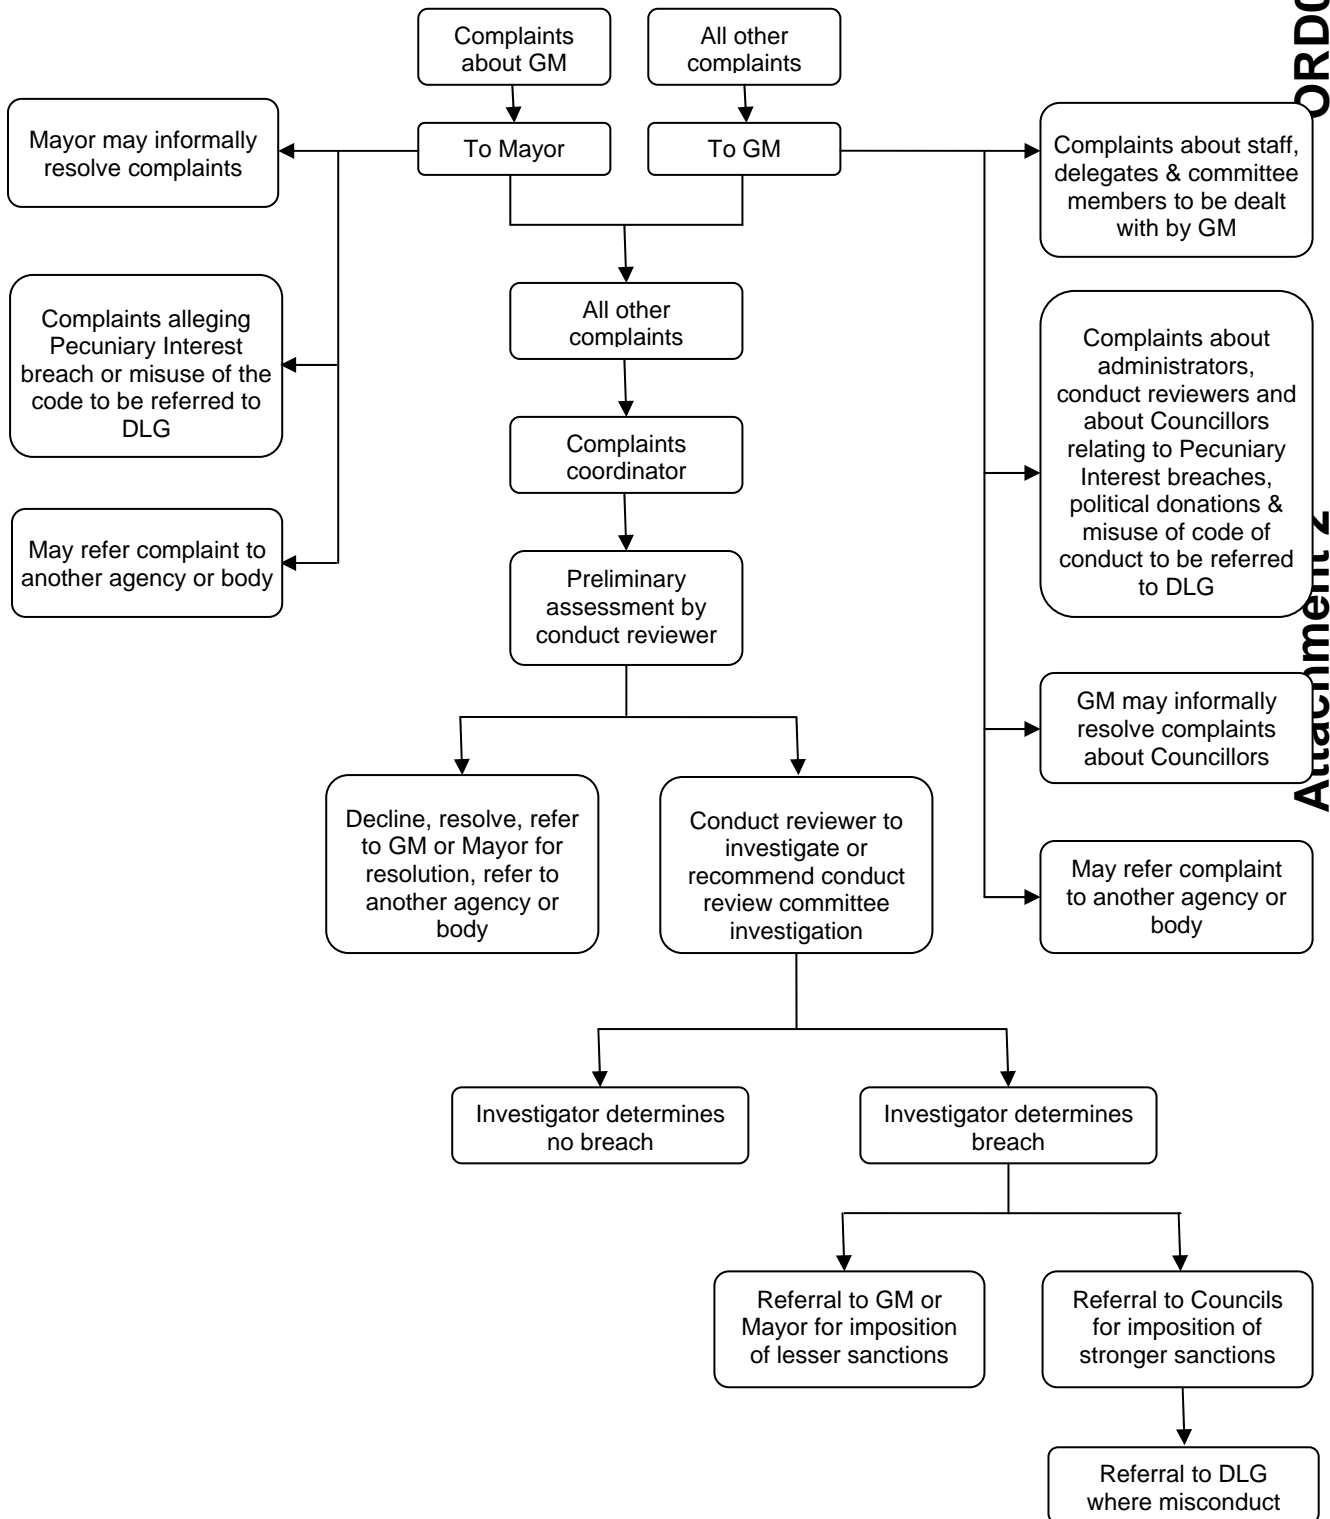 Complaints
about GM
All other
complaints
ORD0
Mayor may informally
resolve complaints
To Mayor
To GM
Complaints about staff,
delegates & committee
members to be dealt
with by GM
Complaints alleging
Pecuniary Interest
breach or misuse of the
code to be referred to
DLG
All other
complaints
Complaints about
administrators,
conduct reviewers and
about Councillors
relating to Pecuniary
Interest breaches,
political donations &
misuse of code of
conduct to be referred
to DLG
Complaints
coordinator
May refer complaint to
another agency or body
Preliminary
assessment by
conduct reviewer
Attachment 2
GM may informally
resolve complaints
about Councillors
Decline, resolve, refer
to GM or Mayor for
resolution, refer to
another agency or
body
Conduct reviewer to
investigate or
recommend conduct
review committee
investigation
May refer complaint
to another agency or
body
Investigator determines
no breach
Investigator determines
breach
Referral to GM or
Mayor for imposition
of lesser sanctions
Referral to Councils
for imposition of
stronger sanctions
Referral to DLG
where misconduct